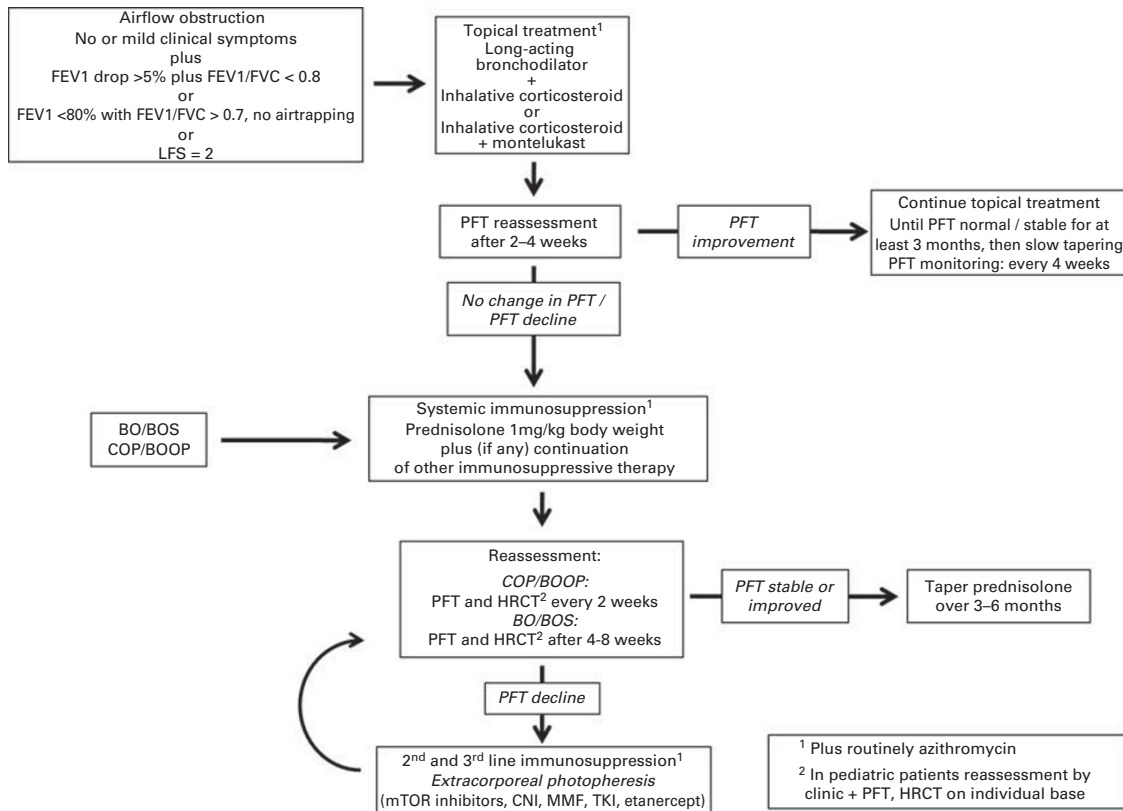 Airflow obstruction
No or mild clinical symptoms
plus
FEV1 drop >5% plus FEV1/FVC < 0.8
or
FEV1 <80% with FEV1/FVC > 0.7, no airtrapping
or
LFS = 2
Topical treatment¹
Long-acting
bronchodilator
+
Inhalative corticosteroid
or
Inhalative corticosteroid
+ montelukast
PFT reassessment
after 2–4 weeks
PFT
improvement
Continue topical treatment
Until PFT normal / stable for at
least 3 months, then slow tapering
PFT monitoring: every 4 weeks
No change in PFT /
PFT decline
BO/BOS
COP/BOOP
Systemic immunosuppression¹
Prednisolone 1mg/kg body weight
plus (if any) continuation
of other immunosuppressive therapy
Reassessment:
COP/BOOP:
PFT and HRCT² every 2 weeks
BO/BOS:
PFT and HRCT² after 4-8 weeks
PFT stable or
improved
Taper prednisolone
over 3–6 months
PFT decline
2nd and 3rd line immunosuppression¹
Extracorporeal photopheresis
(mTOR inhibitors, CNI, MMF, TKI, etanercept)
¹ Plus routinely azithromycin
² In pediatric patients reassessment by
clinic + PFT, HRCT on individual base